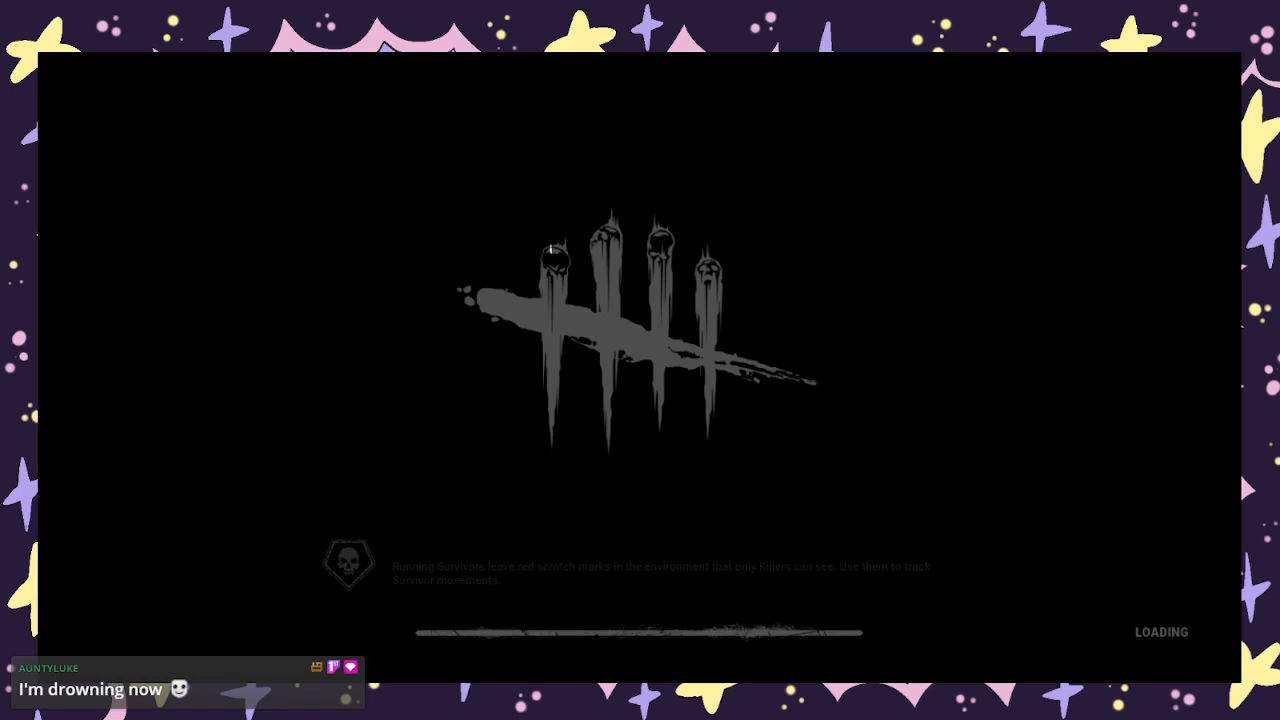 Running Survivors leave red scratch marks in the environment that only Killers can see. Use them to track
Survivor movements.
LOADING
AUNTYLUKE
I'm drowning now